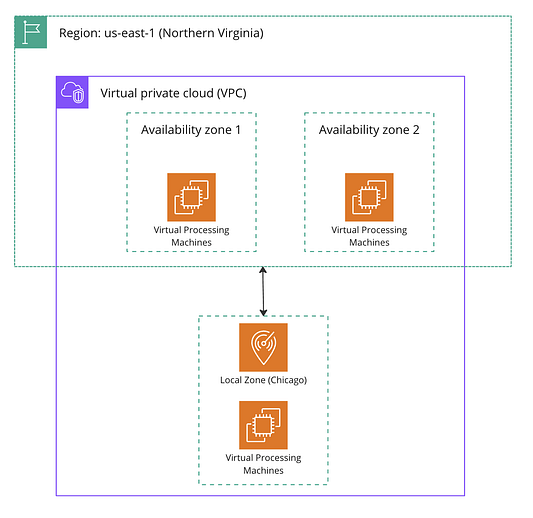 Region: us-east-1 (Northern Virginia)
Virtual private cloud (VPC)
Availability zone 1
Availability zone 2
Virtual Processing
Machines
Virtual Processing
Machines
Local Zone (Chicago)
Virtual Processing
Machines